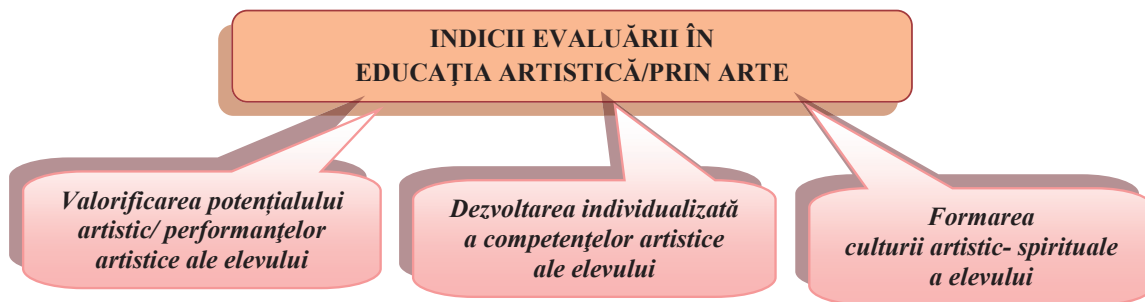 INDICII EVALUĂRII ÎN
EDUCAŢIA ARTISTICĂ/PRIN ARTE
Valorificarea potențialului
artistic/ performanţelor
artistice ale elevului
Dezvoltarea individualizată
a competenţelor artistice
ale elevului
Formarea
culturii artistic- spirituale
a elevului